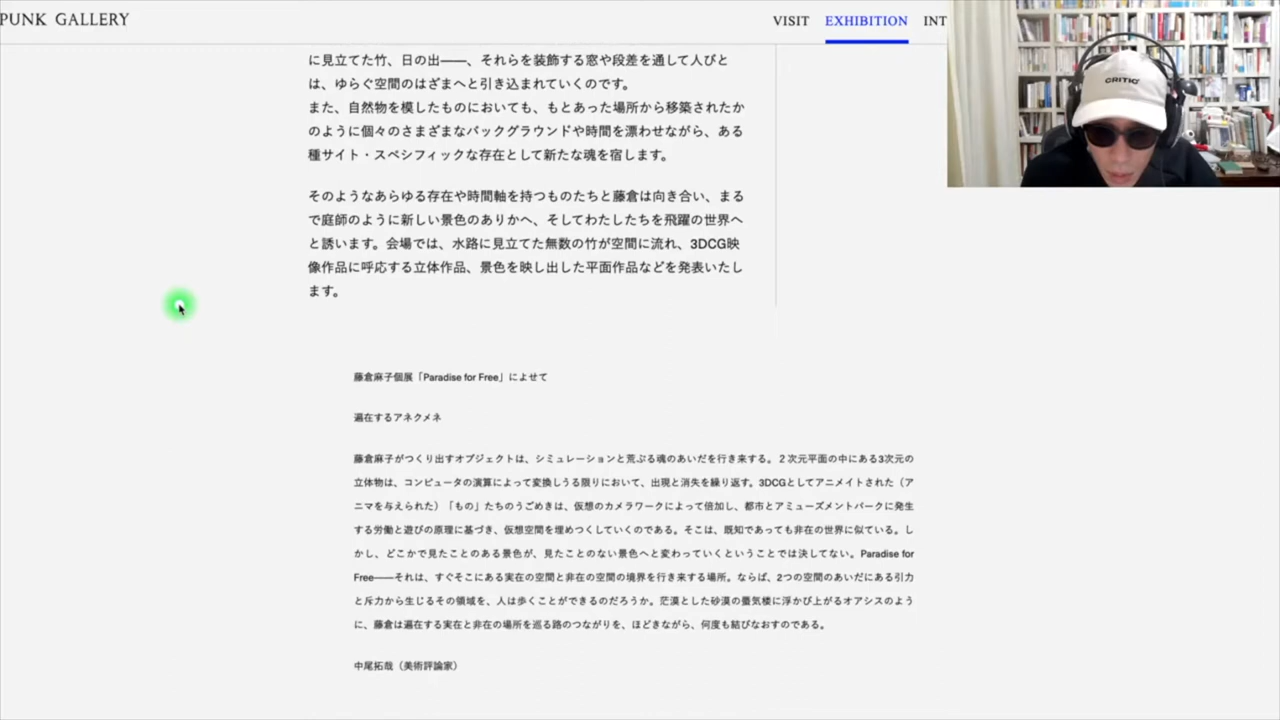 PUNK GALLERY
VISIT EXHIBITION INT
CRITIC
に見立てた竹、日の出——、それらを装飾する窓や段差を通して人びと
は、ゆらぐ空間のはざまへと引き込まれていくのです。
また、自然物を模したものにおいても、もとあった場所から移築されたか
のように個々のさまざまなバックグラウンドや時間を漂わせながら、ある
種サイト・スペシフィックな存在として新たな魂を宿します。
そのようなあらゆる存在や時間軸を持つものたちと藤倉は向き合い、まる
で庭師のように新しい景色のありかへ、そしてわたしたちを飛躍の世界へ
と誘います。会場では、水路に見立てた無数の竹が空間に流れ、3DCG映
像作品に呼応する立体作品、景色を映し出した平面作品などを発表いたし
ます。
藤倉麻子個展「Paradise for Free」によせて
遍在するアネクメネ
藤倉麻子がつくり出すオブジェクトは、シミュレーションと荒ぶる魂のあいだを行き来する。２次元平面の中にある3次元の
立体物は、コンピュータの演算によって変換しうる限りにおいて、出現と消失を繰り返す。3DCGとしてアニメイトされた（ア
ニマを与えられた）「もの」たちのうごめきは、仮想のカメラワークによって倍加し、都市とアミューズメントパークに発生
する労働と遊びの原理に基づき、仮想空間を埋めつくしていくのである。そこは、既知であっても非在の世界に似ている。し
かし、どこかで見たことのある景色が、見たことのない景色へと変わっていくということでは決してない。Paradise for
Free——それは、すぐそこにある実在の空間と非在の空間の境界を行き来する場所。ならば、2つの空間のあいだにある引力
と斥力から生じるその領域を、人は歩くことができるのだろうか。茫漠とした砂漠の蜃気楼に浮かび上がるオアシスのよう
に、藤倉は遍在する実在と非在の場所を巡る路のつながりを、ほどきながら、何度も結びなおすのである。
中尾拓哉（美術評論家）